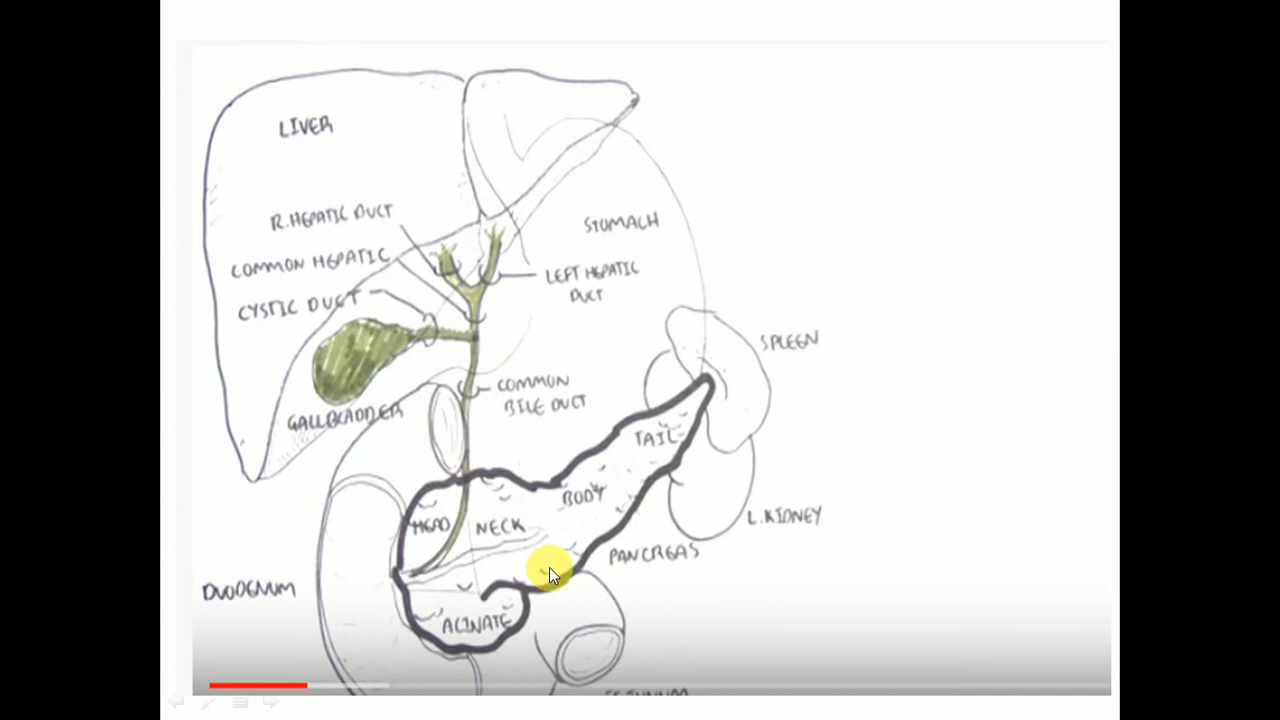 LIVER
R.HEPATIC DUCT
STOMACH
COMMON HEPATIC
LEFT HEPATIC
DUCT
CYSTIC DUCT
SPLEEN
COMMON
BILE DUCT
GALLBLADDER
TAIL
BODY
HEAD
NECK
L.KIDNEY
PANCREAS
DUODENUM
ACINATE